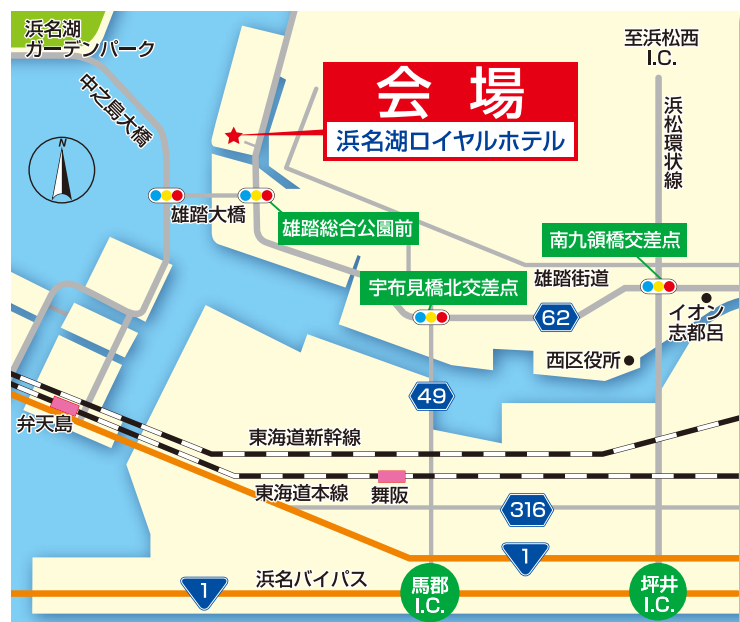 浜名湖
ガーデンパーク
中之島大橋
N
会場
浜名湖ロイヤルホテル
至浜松西
I.C.
浜松環状線
雄踏大橋
雄踏総合公園前
南九領橋交差点
雄踏街道
宇布見橋北交差点
62
イオン
志都呂
西区役所
49
弁天島
東海道新幹線
東海道本線
舞阪
316
1
浜名バイパス
1
馬郡
I.C.
坪井
I.C.